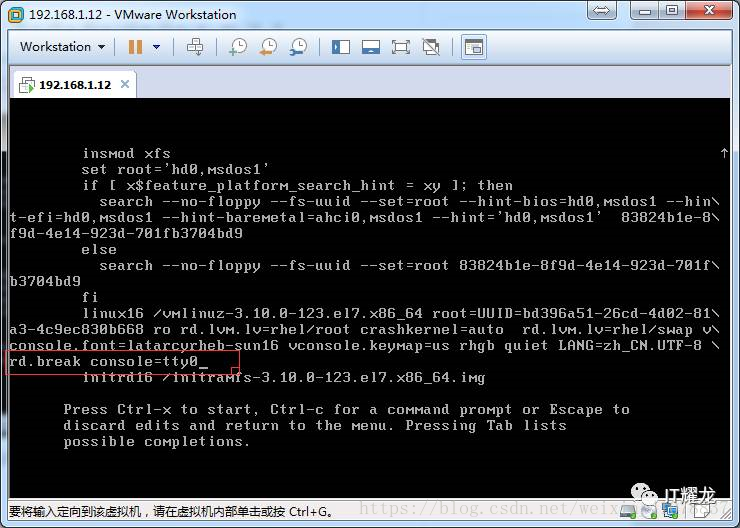 192.168.1.12 - VMware Workstation
Workstation
192.168.1.12
insmod xfs
set root='hd0,msdos1'
if [ x$feature_platform_search_hint = xy ]; then
search --no-floppy --fs-uuid --set=root --hint-bios=hd0,msdos1 --hin\
t-efi=hd0,msdos1 --hint-baremetal=ahci0,msdos1 --hint='hd0,msdos1'  83824b1e-8\
f9d-4e14-923d-701fb3704bd9
else
search --no-floppy --fs-uuid --set=root 83824b1e-8f9d-4e14-923d-701f\
b3704bd9
fi
linux16 /vmlinuz-3.10.0-123.el7.x86_64 root=UUID=bd396a51-26cd-4d02-81\
a3-4c9ec830b668 ro rd.lvm.lv=rhel/root crashkernel=auto  rd.lvm.lv=rhel/swap v\
console.font=latarcyrheb-sun16 vconsole.keymap=us rhgb quiet LANG=zh_CN.UTF-8 \
rd.break console=tty0_
initrd16 /initramfs-3.10.0-123.el7.x86_64.img
Press Ctrl-x to start, Ctrl-c for a command prompt or Escape to
discard edits and return to the menu. Pressing Tab lists
possible completions.
IT耀龙
要将输入定向到该虚拟机，请在虚拟机内部单击或按 Ctrl+G。